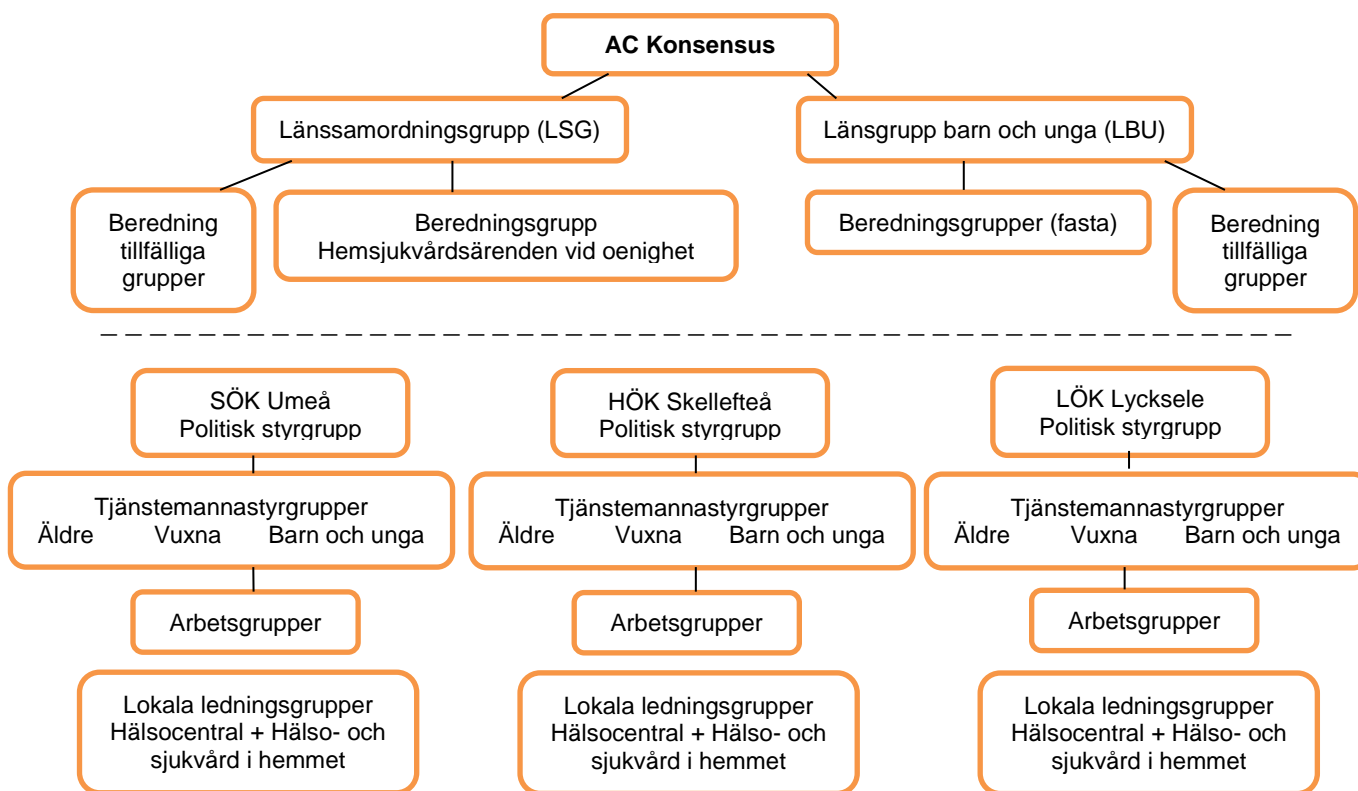 AC Konsensus
Länssamordningsgrupp (LSG)
Länsgrupp barn och unga (LBU)
Beredning
tillfälliga
grupper
Beredningsgrupp
Hemsjukvårdsärenden vid oenighet
Beredningsgrupper (fasta)
Beredning
tillfälliga
grupper
SÖK Umeå
Politisk styrgrupp
HÖK Skellefteå
Politisk styrgrupp
LÖK Lycksele
Politisk styrgrupp
Tjänstemannastyrgrupper
Äldre Vuxna Barn och unga
Tjänstemannastyrgrupper
Äldre Vuxna Barn och unga
Tjänstemannastyrgrupper
Äldre Vuxna Barn och unga
Arbetsgrupper
Arbetsgrupper
Arbetsgrupper
Lokala ledningsgrupper
Hälsocentral + Hälso- och
sjukvård i hemmet
Lokala ledningsgrupper
Hälsocentral + Hälso- och
sjukvård i hemmet
Lokala ledningsgrupper
Hälsocentral + Hälso- och
sjukvård i hemmet